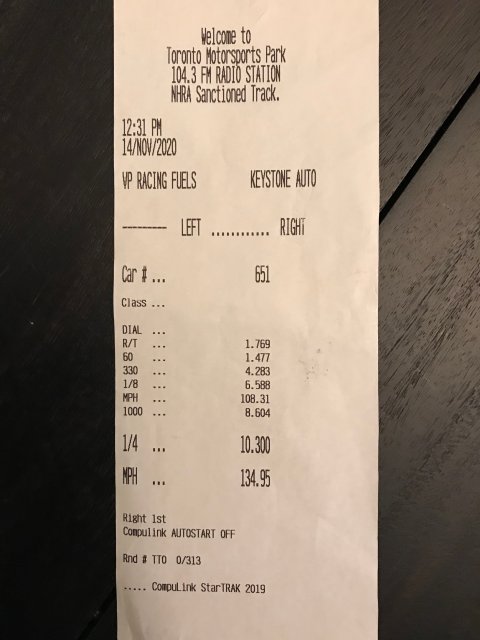 Welcome to
Toronto Motorsports Park
104.3 FM RADIO STATION
NHRA Sanctioned Track.
12:31 PM
14/NOV/2020
VP RACING FUELS KEYSTONE AUTO
--------- LEFT ............ RIGHT
Car # ... 651
Class ...
DIAL ...
R/T ... 1.769
60 ... 1.477
330 ... 4.283
1/8 ... 6.588
MPH ... 108.31
1000 ... 8.604
1/4 ... 10.300
MPH ... 134.95
Right 1st
Compulink AUTOSTART OFF
Rnd # TTO 0/313
..... CompuLink StarTRAK 2019